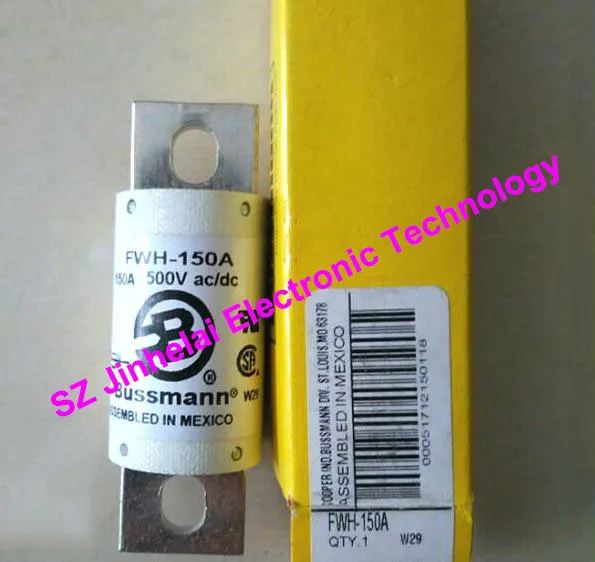 FWH-150A
150A 500V ac/dc
Bussmann® W29
ASSEMBLED IN MEXICO
SZ Jinhelai Electronic Technology
COOPER IND.BUSSMANN DIV. ST.LOUIS,MO 63178
ASSEMBLED IN MEXICO
00051712150118
FWH-150A
QTY.1 W29